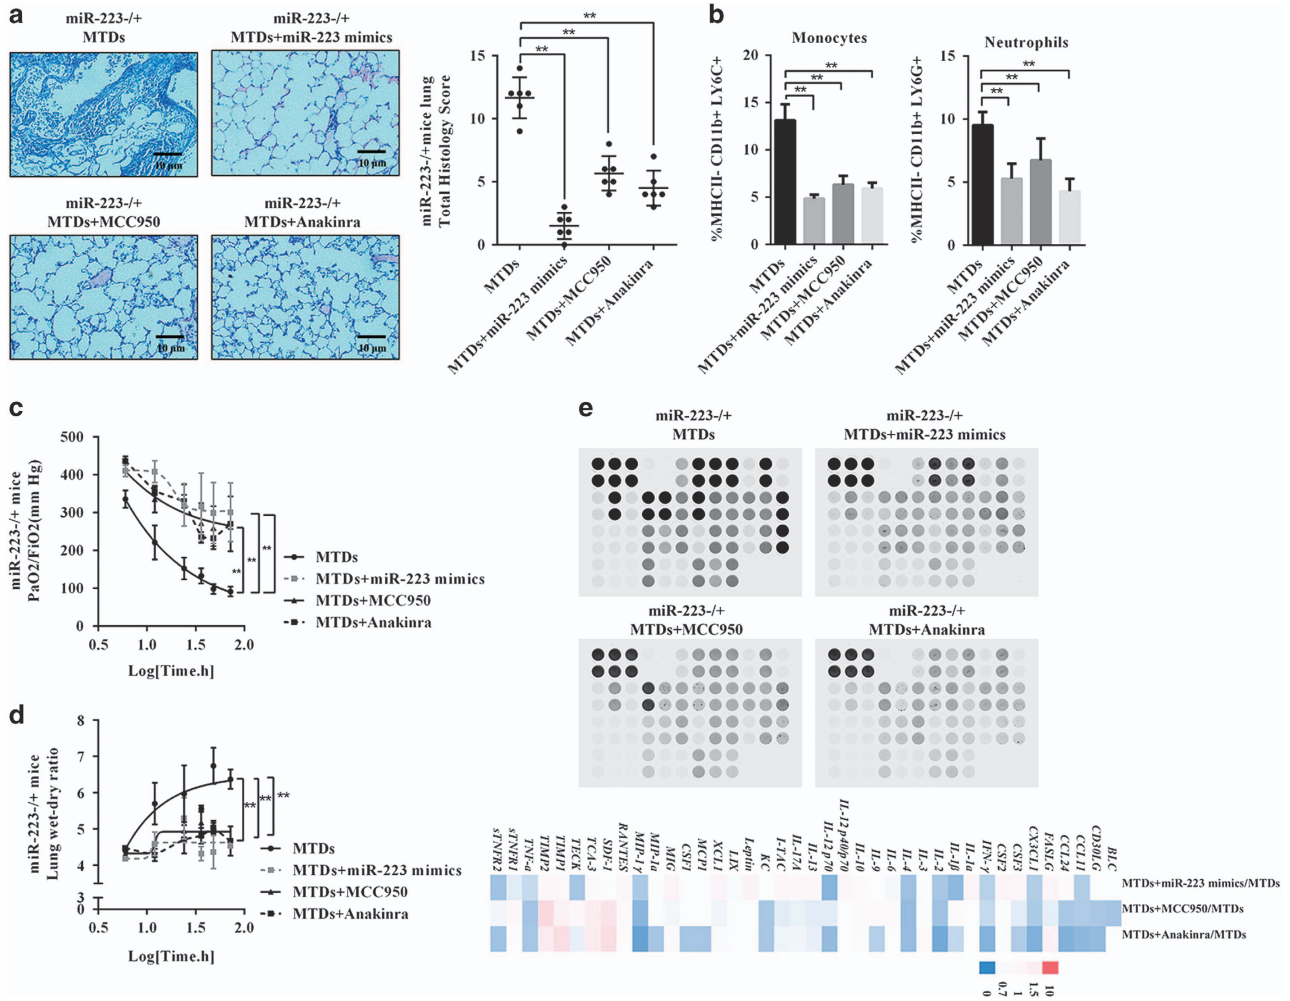 a
miR-223-/+
MTDs
miR-223-/+
MTDs+miR-223 mimics
10 μm
10 μm
miR-223-/+
MTDs+MCC950
miR-223-/+
MTDs+Anakinra
10 μm
10 μm
miR-223-/+mice lung
Total Histology Score
15
10
5
0
**
**
**
MTDs
MTDs+miR-223 mimics
MTDs+MCC950
MTDs+Anakinra
b
Monocytes
%MHCII- CD11b+ LY6C+
20
15
10
5
0
**
**
**
MTDs
MTDs+miR-223 mimics
MTDs+MCC950
MTDs+Anakinra
Neutrophils
%MHCII- CD11b+ LY6G+
15
10
5
0
**
**
**
MTDs
MTDs+miR-223 mimics
MTDs+MCC950
MTDs+Anakinra
c
miR-223-/+ mice
PaO2/FiO2(mm Hg)
500
400
300
200
100
0
0.5
1.0
1.5
2.0
Log[Time.h]
**
**
**
MTDs
MTDs+miR-223 mimics
MTDs+MCC950
MTDs+Anakinra
d
miR-223-/+ mice
Lung wet-dry ratio
8
7
6
5
4
3
0
0.5
1.0
1.5
2.0
Log[Time.h]
**
**
**
MTDs
MTDs+miR-223 mimics
MTDs+MCC950
MTDs+Anakinra
e
miR-223-/+
MTDs
miR-223-/+
MTDs+miR-223 mimics
miR-223-/+
MTDs+MCC950
miR-223-/+
MTDs+Anakinra
sTNFR2
sTNFR1
TNF-a
TIMP2
TIMP1
TECK
TCA-3
SDF-1
RANTES
MIP-1γ
MIP-1a
MIG
CSF1
MCP1
XCL1
LIX
Leptin
KC
I-TAC
IL-17A
IL-13
IL-12 p70
IL-12 p40/p70
IL-10
IL-9
IL-6
IL-4
IL-3
IL-2
IL-1β
IL-1a
IFN-γ
CSF2
CSF3
CX3CL1
FASLG
CCL24
CCL11
CD30LG
BLC
MTDs+miR-223 mimics/MTDs
MTDs+MCC950/MTDs
MTDs+Anakinra/MTDs
0
0.7
1
1.5
10